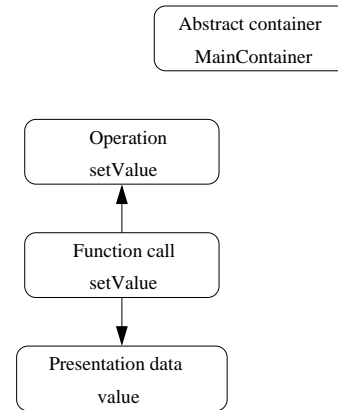 Abstract container
MainContainer
Operation
setValue
Function call
setValue
Presentation data
value